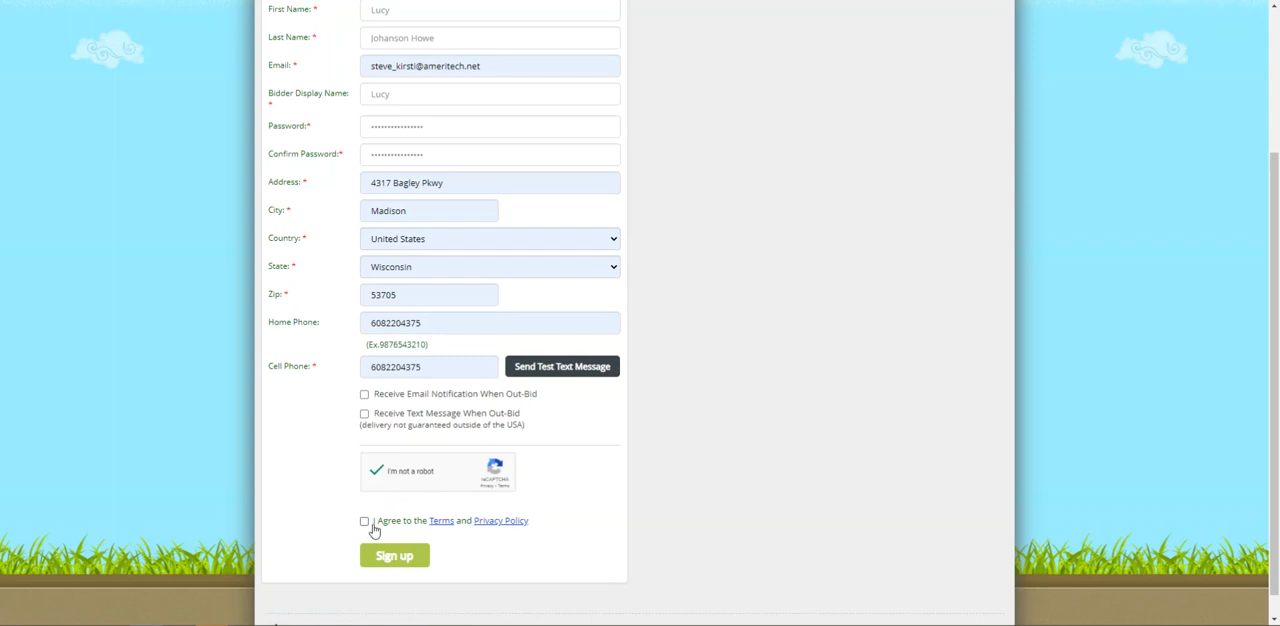 First Name: * Lucy
Last Name: * Johanson Howe
Email: * steve_kirsti@ameritech.net
Bidder Display Name: * Lucy
Password:* ................
Confirm Password:* ................
Address: * 4317 Bagley Pkwy
City: * Madison
Country: * United States
State: * Wisconsin
Zip: * 53705
Home Phone: 6082204375
(Ex.9876543210)
Cell Phone: * 6082204375 Send Test Text Message
Receive Email Notification When Out-Bid
Receive Text Message When Out-Bid
(delivery not guaranteed outside of the USA)
I'm not a robot
reCAPTCHA
Privacy - Terms
I Agree to the Terms and Privacy Policy
Sign up